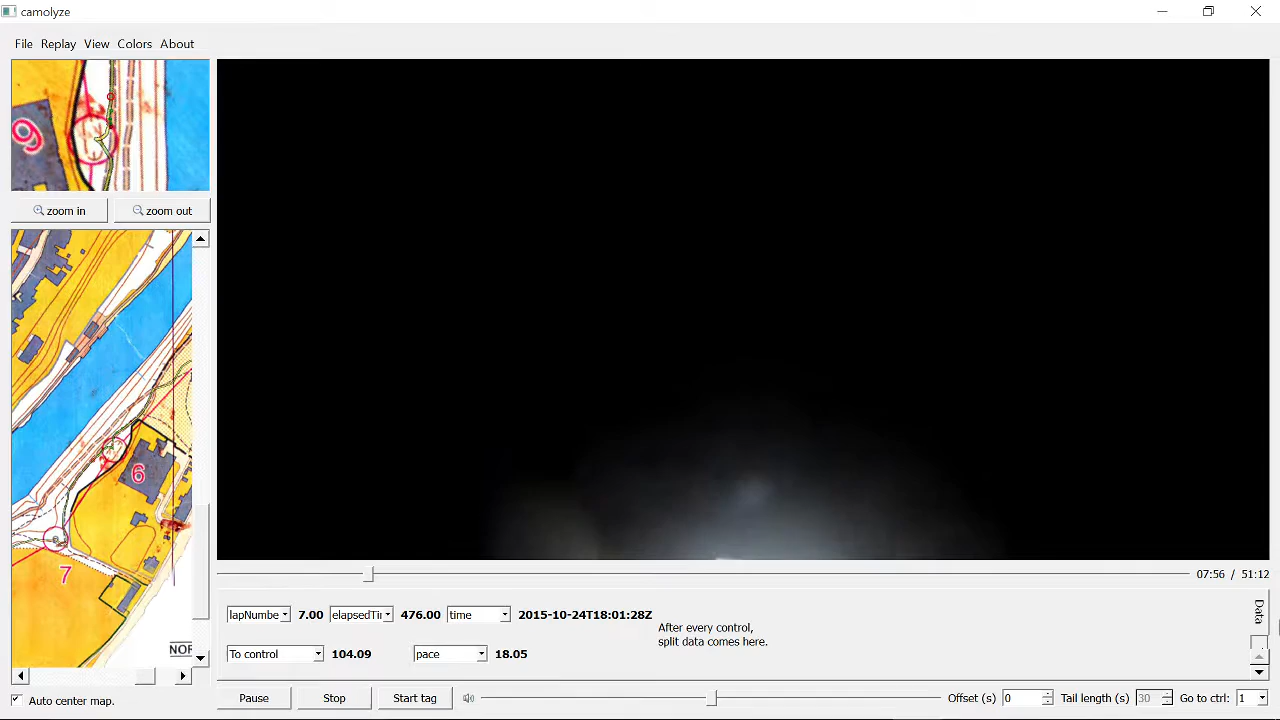 camolyze
File Replay View Colors About
9
zoom in zoom out
6
7
NOF
Auto center map.
07:56 / 51:12
lapNumbe 7.00 elapsedTi 476.00 time 2015-10-24T18:01:28Z
To control 104.09 pace 18.05
After every control,
split data comes here.
Data
Pause Stop Start tag Offset (s) 0 Tail length (s) 30 Go to ctrl: 1